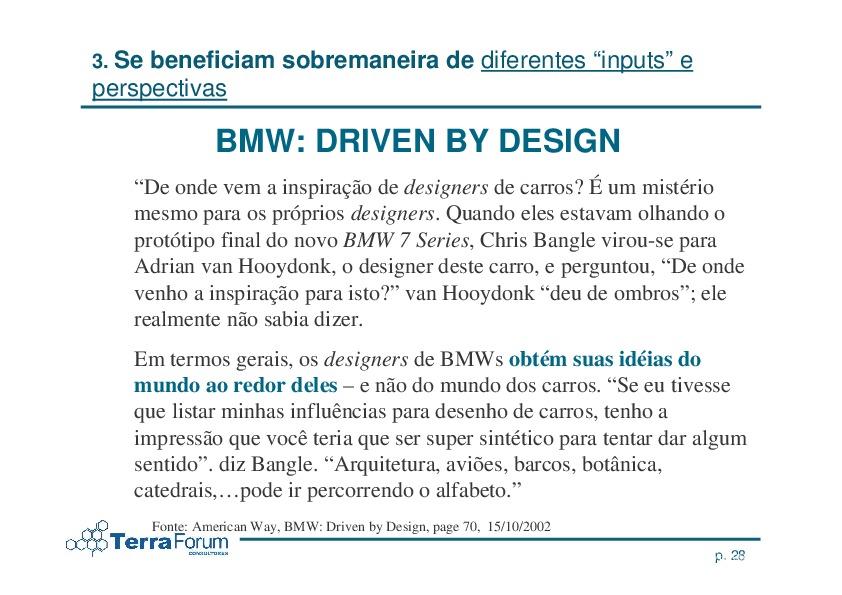 3. Se beneficiam sobremaneira de diferentes “inputs” e
perspectivas
BMW: DRIVEN BY DESIGN
“De onde vem a inspiração de designers de carros? É um mistério
mesmo para os próprios designers. Quando eles estavam olhando o
protótipo final do novo BMW 7 Series, Chris Bangle virou-se para
Adrian van Hooydonk, o designer deste carro, e perguntou, “De onde
venho a inspiração para isto?” van Hooydonk “deu de ombros”; ele
realmente não sabia dizer.
Em termos gerais, os designers de BMWs obtém suas idéias do
mundo ao redor deles – e não do mundo dos carros. “Se eu tivesse
que listar minhas influências para desenho de carros, tenho a
impressão que você teria que ser super sintético para tentar dar algum
sentido”. diz Bangle. “Arquitetura, aviões, barcos, botânica,
catedrais,…pode ir percorrendo o alfabeto.”
Fonte: American Way, BMW: Driven by Design, page 70, 15/10/2002
TerraForum
CONSULTORES
p. 28